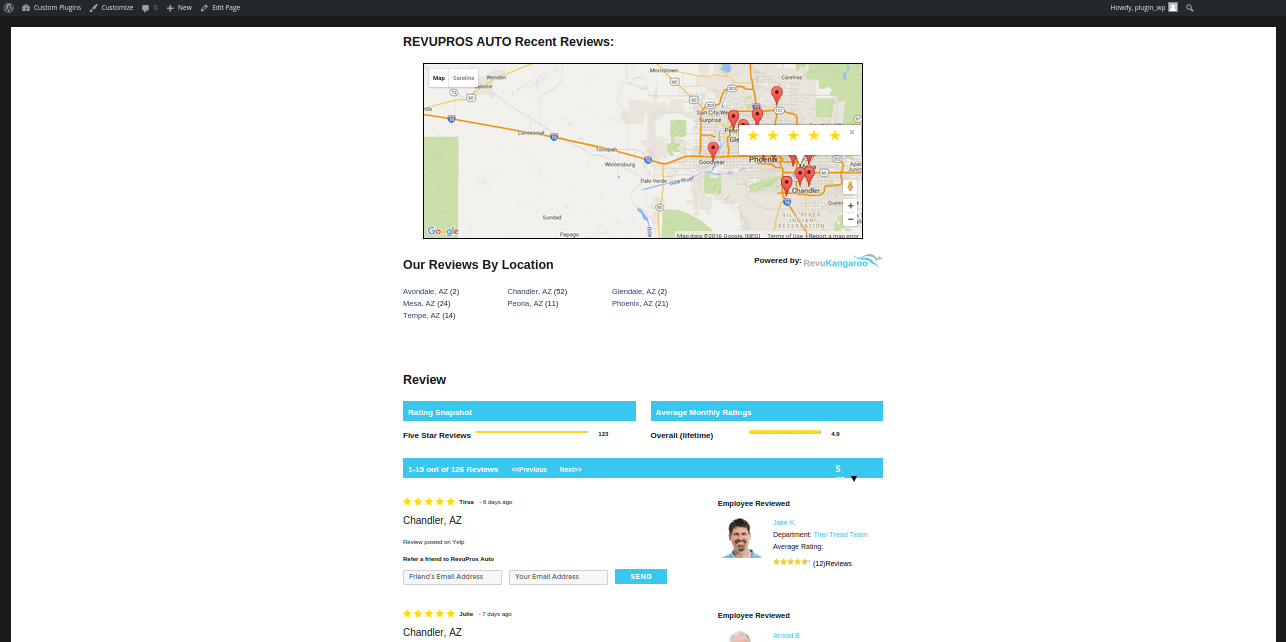 Custom Plugins Customize 0 New Edit Page Howdy, plugin_wp
REVUPROS AUTO Recent Reviews:
Map Satellite
Morristown
Wenden
Carefree
Salome
Sun City West
Surprise
Centennial
Tonopah
Wintersburg
Goodyear
Phoenix
Mesa
Palo Verde
Gila River
Chandler
GILA RIVER
INDIAN
RESERVATION
Sundad
Papago
Google
Map data ©2016 Google, INEGI Terms of Use Report a map error
Our Reviews By Location
Powered by: RevuKangaroo
Avondale, AZ (2) Chandler, AZ (52) Glendale, AZ (2)
Mesa, AZ (24) Peoria, AZ (11) Phoenix, AZ (21)
Tempe, AZ (14)
Review
Rating Snapshot Average Monthly Ratings
Five Star Reviews 123 Overall (lifetime) 4.9
1-15 out of 126 Reviews <<Previous Next>> S
Tirsa - 6 days ago
Employee Reviewed
Chandler, AZ
Jake K.
Department: Tire/ Tread Team
Review posted on Yelp
Average Rating:
Refer a friend to RevuPros Auto
(12)Reviews
Friend's Email Address Your Email Address SEND
Julie - 7 days ago
Employee Reviewed
Chandler, AZ
Arnold B.